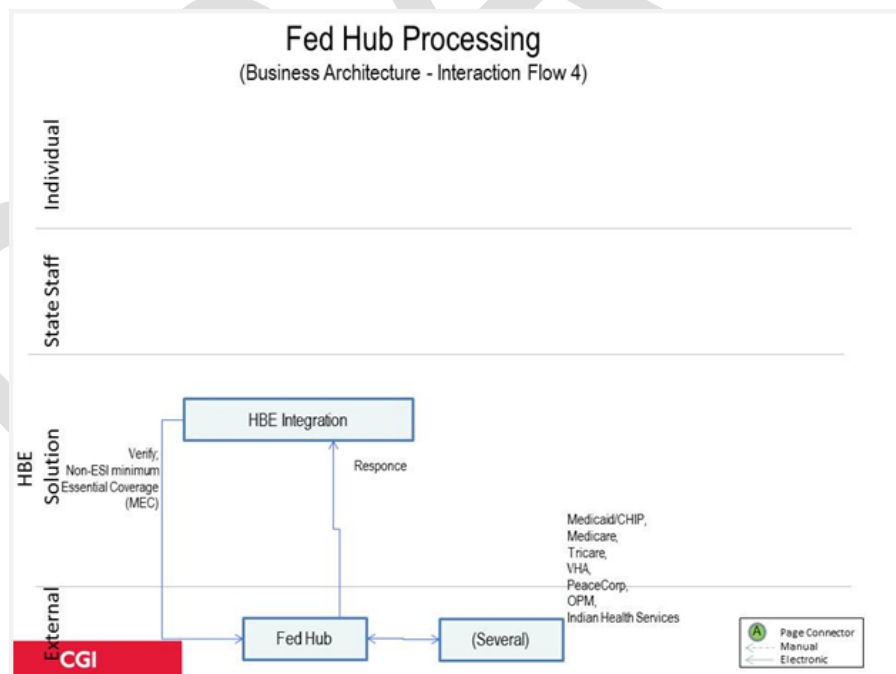 Fed Hub Processing
(Business Architecture - Interaction Flow 4)
Individual
State Staff
HBE
Solution
HBE Integration
Verify;
Non-ESI minimum
Essential Coverage
(MEC)
Responce
Medicaid/CHIP,
Medicare,
Tricare,
VHA,
PeaceCorp,
OPM,
Indian Health Services
External
Fed Hub
(Several)
CGI
A Page Connector
Manual
Electronic